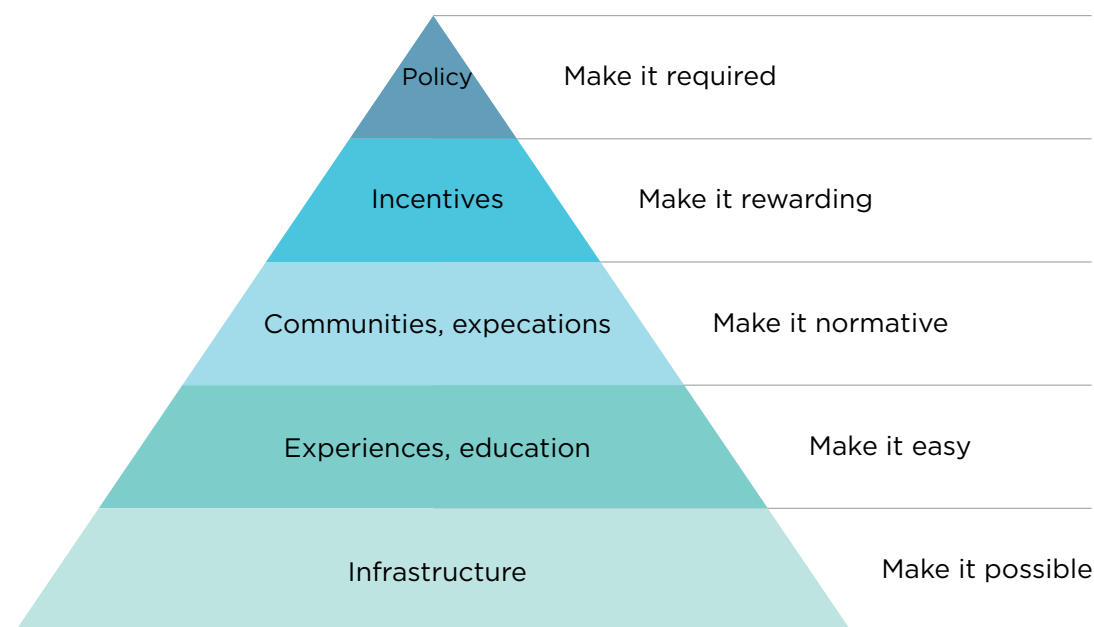 Policy
Make it required
Incentives
Make it rewarding
Communities, expecations
Make it normative
Experiences, education
Make it easy
Infrastructure
Make it possible